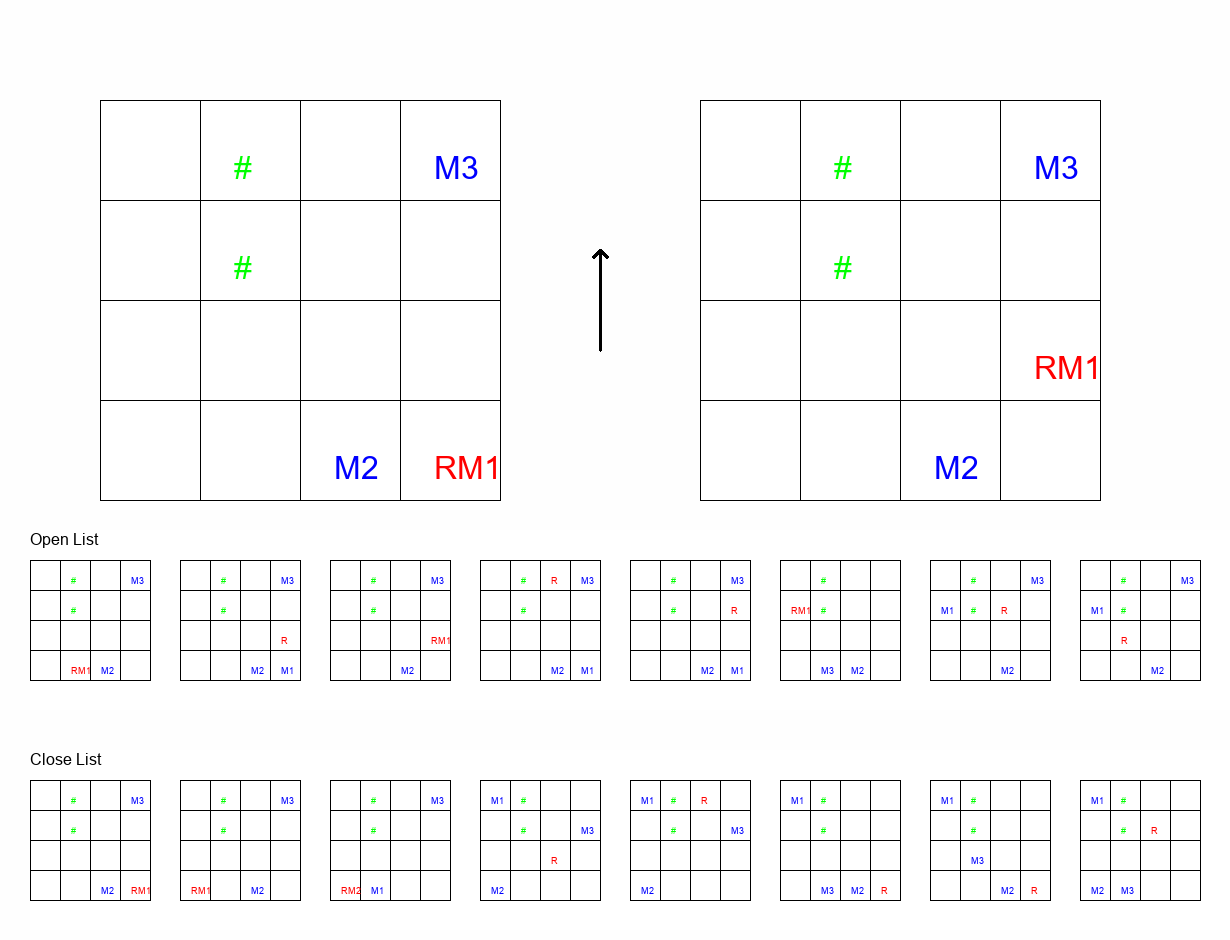 # M3 # M3
# #
RM1
M2 RM1 M2
Open List
# M3 # M3 # M3 # R M3 # M3 # # M3 # M3
# # # # # R RM1 # M1 # R M1 #
R RM1 R
RM1 M2 M2 M1 M2 M2 M1 M2 M1 M3 M2 M2 M2
Close List
# M3 # M3 # M3 M1 # M1 # R M1 # M1 # M1 #
# # # # M3 # M3 # # # R
R M3
M2 RM1 RM1 M2 RM2 M1 M2 M2 M3 M2 R M2 R M2 M3